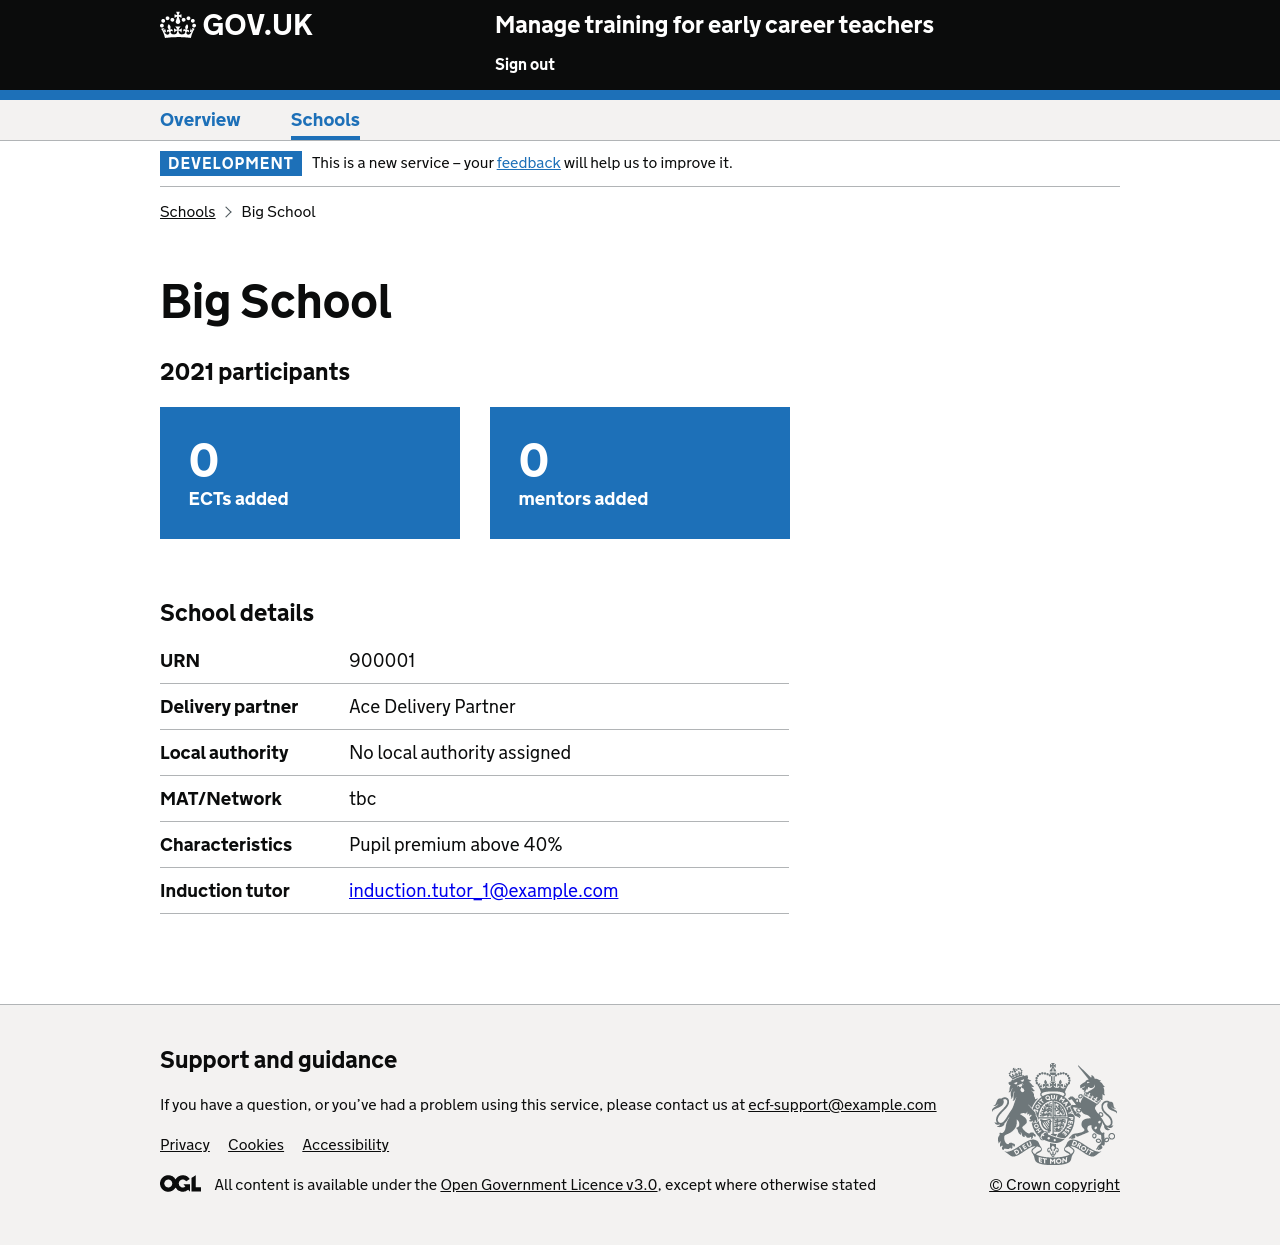 GOV.UK
Manage training for early career teachers
Sign out
Overview
Schools
DEVELOPMENT This is a new service – your feedback will help us to improve it.
Schools
Big School
Big School
2021 participants
0
ECTs added
0
mentors added
School details
URN 900001
Delivery partner Ace Delivery Partner
Local authority No local authority assigned
MAT/Network tbc
Characteristics Pupil premium above 40%
Induction tutor induction.tutor_1@example.com
Support and guidance
If you have a question, or you’ve had a problem using this service, please contact us at ecf-support@example.com
Privacy Cookies Accessibility
OGL All content is available under the Open Government Licence v3.0, except where otherwise stated
© Crown copyright